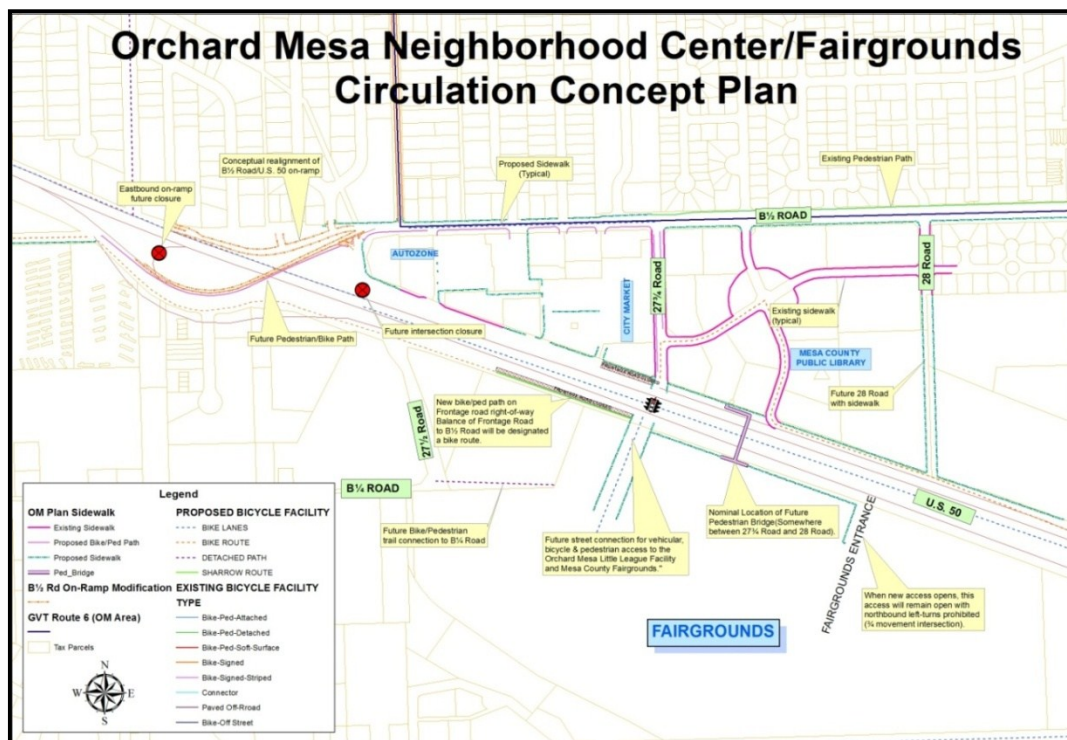 Orchard Mesa Neighborhood Center/Fairgrounds
Circulation Concept Plan
Conceptual realignment of
B½ Road/U.S. 50 on-ramp
Proposed Sidewalk
(Typical)
Existing Pedestrian Path
Eastbound on-ramp
future closure
B½ ROAD
AUTOZONE
CITY MARKET
27¾ Road
28 Road
Existing sidewalk
(typical)
Future Pedestrian/Bike Path
Future intersection closure
MESA COUNTY
PUBLIC LIBRARY
Future 28 Road
with sidewalk
New bike/ped path on
Frontage road right-of-way
Balance of Frontage Road
to B½ Road will be designated
a bike route.
27½ Road
B¼ ROAD
U.S. 50
Future Bike/Pedestrian
trail connection to B¼ Road
Future street connection for vehicular,
bicycle & pedestrian access to the
Orchard Mesa Little League Facility
and Mesa County Fairgrounds."
Nominal Location of Future
Pedestrian Bridge(Somewhere
between 27¾ Road and 28 Road).
FAIRGROUNDS ENTRANCE
When new access opens, this
access will remain open with
northbound left-turns prohibited
(¾ movement intersection).
FAIRGROUNDS
Legend
OM Plan Sidewalk
Existing Sidewalk
Proposed Bike/Ped Path
Proposed Sidewalk
Ped_Bridge
B½ Rd On-Ramp Modification
GVT Route 6 (OM Area)
Tax Parcels
N
W
E
S
PROPOSED BICYCLE FACILITY
BIKE LANES
BIKE ROUTE
DETACHED PATH
SHARROW ROUTE
EXISTING BICYCLE FACILITY
TYPE
Bike-Ped-Attached
Bike-Ped-Detached
Bike-Ped-Soft-Surface
Bike-Signed
Bike-Signed-Striped
Connector
Paved Off-Rroad
Bike-Off Street